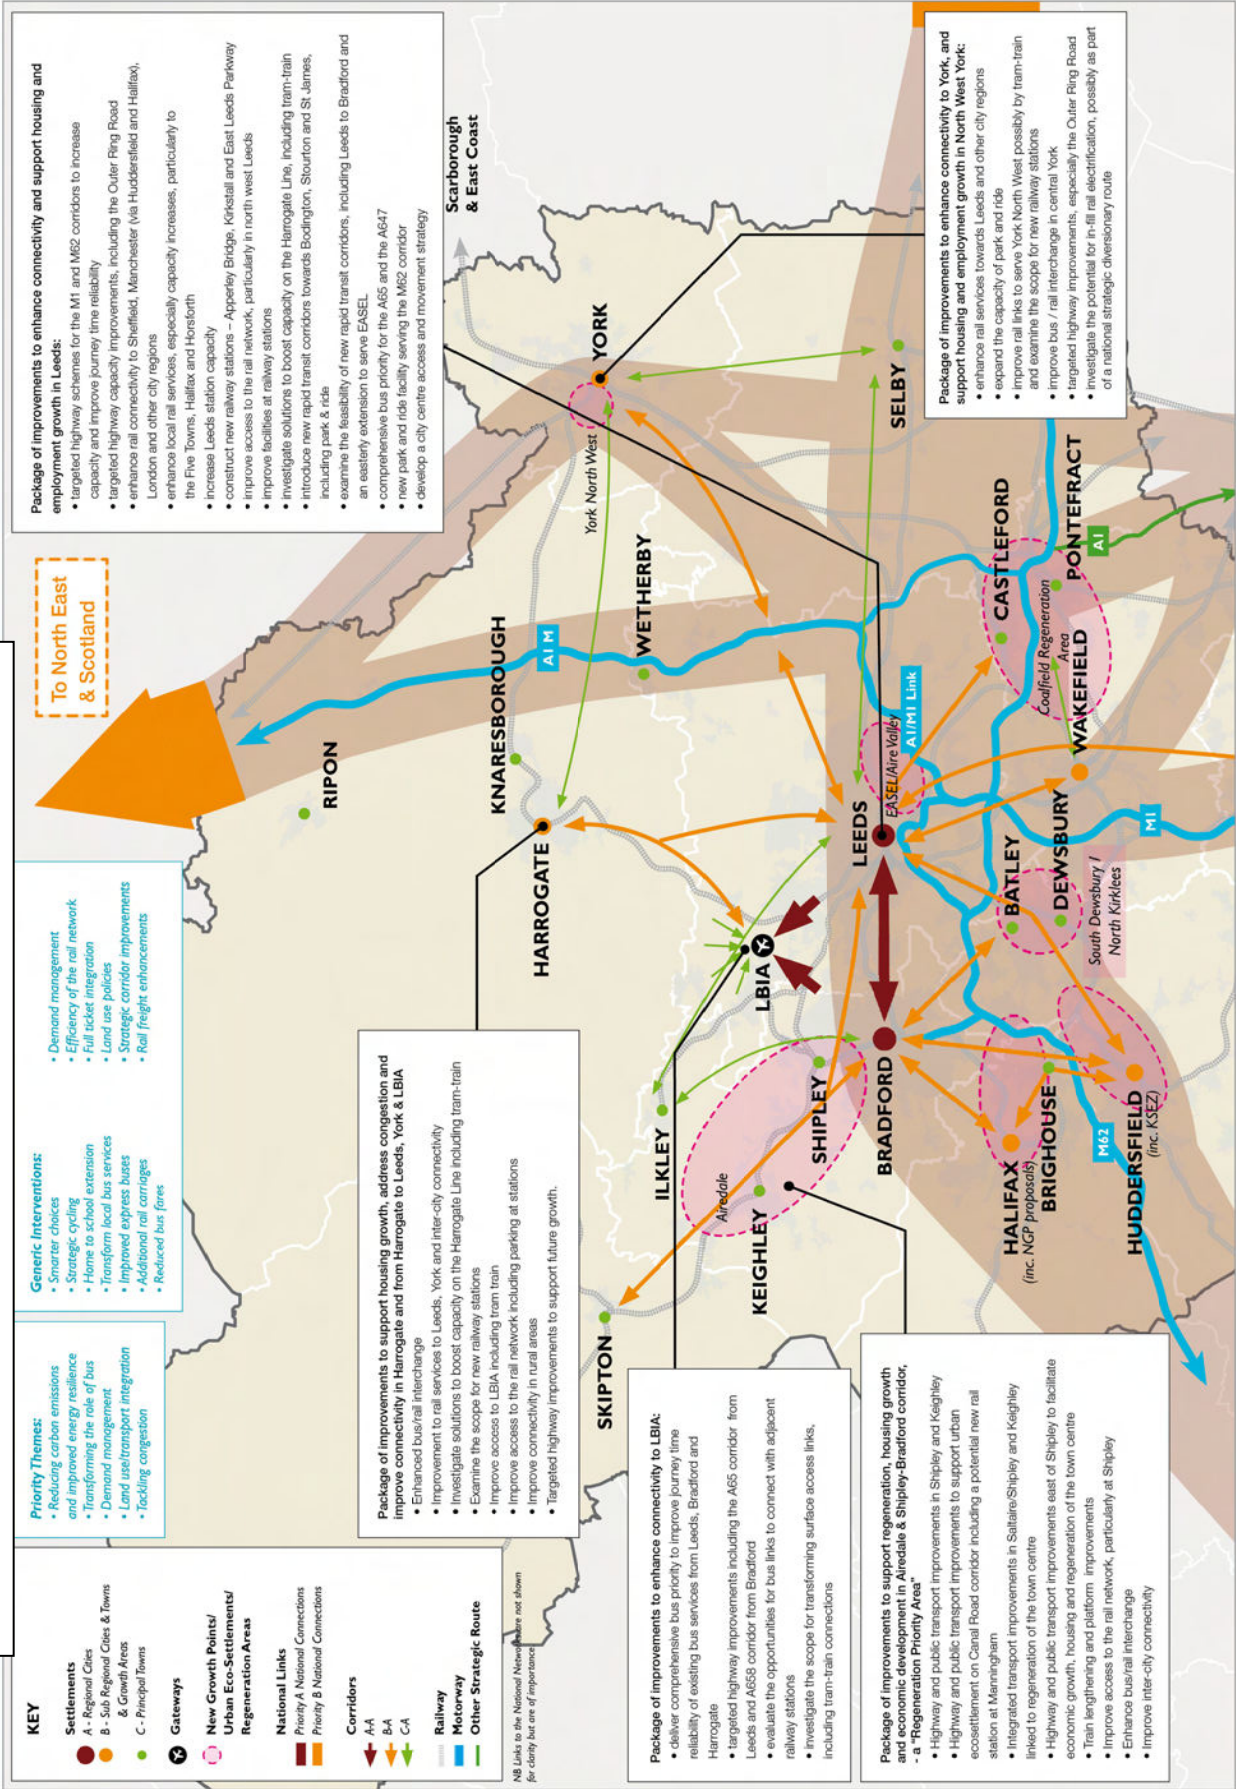 KEY
Settlements
A - Regional Cities
B - Sub Regional Cities & Towns
& Growth Areas
C - Principal Towns
Gateways
New Growth Points/
Urban Eco-Settlements/
Regeneration Areas
National Links
Priority A National Connections
Priority B National Connections
Corridors
A-A
B-A
C-A
Railway
Motorway
Other Strategic Route
NB Links to the National Network are not shown
for clarity but are of importance
Priority Themes:
• Reducing carbon emissions
and improved energy resilience
• Transforming the role of bus
• Demand management
• Land use/transport integration
• Tackling congestion
Generic Interventions:
• Smarter choices
• Strategic cycling
• Home to school extension
• Transform local bus services
• Improved express buses
• Additional rail carriages
• Reduced bus fares
• Demand management
• Efficiency of the rail network
• Full ticket integration
• Land use policies
• Strategic corridor improvements
• Rail freight enhancements
To North East
& Scotland
Package of improvements to enhance connectivity and support housing and
employment growth in Leeds:
• targeted highway schemes for the M1 and M62 corridors to increase
capacity and improve journey time reliability
• targeted highway capacity improvements, including the Outer Ring Road
• enhance rail connectivity to Sheffield, Manchester (via Huddersfield and Halifax),
London and other city regions
• enhance local rail services, especially capacity increases, particularly to
the Five Towns, Halifax and Horsforth
• increase Leeds station capacity
• construct new railway stations – Apperley Bridge, Kirkstall and East Leeds Parkway
• improve access to the rail network, particularly in north west Leeds
• improve facilities at railway stations
• investigate solutions to boost capacity on the Harrogate Line, including tram-train
• introduce new rapid transit corridors towards Bodington, Stourton and St James,
including park & ride
• examine the feasibility of new rapid transit corridors, including Leeds to Bradford and
an easterly extension to serve EASEL
• comprehensive bus priority for the A65 and the A647
• new park and ride facility serving the M62 corridor
• develop a city centre access and movement strategy
Package of improvements to support housing growth, address congestion and
improve connectivity in Harrogate and from Harrogate to Leeds, York & LBIA
• Enhanced bus/rail interchange
• Improvement to rail services to Leeds, York and inter-city connectivity
• Investigate solutions to boost capacity on the Harrogate Line including tram-train
• Examine the scope for new railway stations
• Improve access to LBIA including tram train
• Improve access to the rail network including parking at stations
• Improve connectivity in rural areas
• Targeted highway improvements to support future growth.
Package of improvements to enhance connectivity to LBIA:
• deliver comprehensive bus priority to improve journey time
reliability of existing bus services from Leeds, Bradford and
Harrogate
• targeted highway improvements including the A65 corridor from
Leeds and A658 corridor from Bradford
• evaluate the opportunities for bus links to connect with adjacent
railway stations
• investigate the scope for transforming surface access links,
including tram-train connections
Package of improvements to support regeneration, housing growth
and economic development in Airedale & Shipley-Bradford corridor,
- a "Regeneration Priority Area"
• Highway and public transport improvements in Shipley and Keighley
• Highway and public transport improvements to support urban
ecosettlement on Canal Road corridor including a potential new rail
station at Manningham
• Integrated transport improvements in Saltaire/Shipley and Keighley
linked to regeneration of the town centre
• Highway and public transport improvements east of Shipley to facilitate
economic growth, housing and regeneration of the town centre
• Train lengthening and platform improvements
• Improve access to the rail network, particularly at Shipley
• Enhance bus/rail interchange
• Improve inter-city connectivity
Package of improvements to enhance connectivity to York, and
support housing and employment growth in North West York:
• enhance rail services towards Leeds and other city regions
• expand the capacity of park and ride
• improve rail links to serve York North West possibly by tram-train
and examine the scope for new railway stations
• improve bus / rail interchange in central York
• targeted highway improvements, especially the Outer Ring Road
• investigate the potential for in-fill rail electrification, possibly as part
of a national strategic diversionary route
Scarborough
& East Coast
RIPON
KNARESBOROUGH
HARROGATE
A1 M
WETHERBY
York North West
YORK
SKIPTON
ILKLEY
LBIA
Airedale
KEIGHLEY
SHIPLEY
BRADFORD
LEEDS
EASEL/Aire Valley
A1/M1 Link
SELBY
HALIFAX
(inc. NGP proposals)
BRIGHOUSE
M62
HUDDERSFIELD
(inc. KSEZ)
BATLEY
DEWSBURY
South Dewsbury /
North Kirklees
M1
WAKEFIELD
CASTLEFORD
Coalfield Regeneration
Area
PONTEFRACT
A1